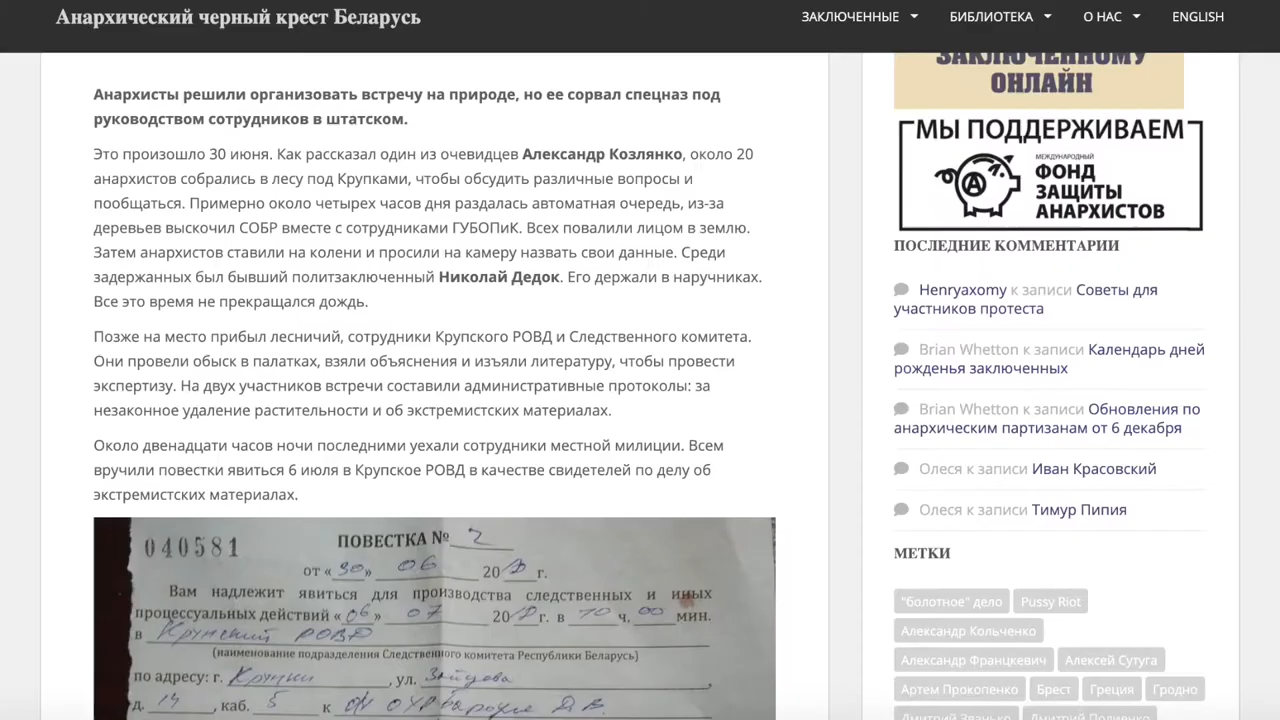 Анархический черный крест Беларусь
ЗАКЛЮЧЕННЫЕ БИБЛИОТЕКА О НАС ENGLISH
Анархисты решили организовать встречу на природе, но ее сорвал спецназ под
руководством сотрудников в штатском.
Это произошло 30 июня. Как рассказал один из очевидцев Александр Козлянко, около 20
анархистов собрались в лесу под Крупками, чтобы обсудить различные вопросы и
пообщаться. Примерно около четырех часов дня раздалась автоматная очередь, из-за
деревьев выскочил СОБР вместе с сотрудниками ГУБОПиК. Всех повалили лицом в землю.
Затем анархистов ставили на колени и просили на камеру назвать свои данные. Среди
задержанных был бывший политзаключенный Николай Дедок. Его держали в наручниках.
Все это время не прекращался дождь.
Позже на место прибыл лесничий, сотрудники Крупского РОВД и Следственного комитета.
Они провели обыск в палатках, взяли объяснения и изъяли литературу, чтобы провести
экспертизу. На двух участников встречи составили административные протоколы: за
незаконное удаление растительности и об экстремистских материалах.
Около двенадцати часов ночи последними уехали сотрудники местной милиции. Всем
вручили повестки явиться 6 июля в Крупское РОВД в качестве свидетелей по делу об
экстремистских материалах.
040581
ПОВЕСТКА № 2
от «30» 06 20 г.
Вам надлежит явиться для производства следственных и иных
процессуальных действий «06» 07 20 г. в 10 ч. 00 мин.
в Крупский РОВД
(наименование подразделения Следственного комитета Республики Беларусь)
по адресу: г. Крупки, ул.
д. 14, каб. 5 к
ЗАКЛЮЧЕННОМУ
ОНЛАЙН
МЫ ПОДДЕРЖИВАЕМ
МЕЖДУНАРОДНЫЙ
ФОНД
ЗАЩИТЫ
АНАРХИСТОВ
ПОСЛЕДНИЕ КОММЕНТАРИИ
Henryaxomy к записи Советы для
участников протеста
Brian Whetton к записи Календарь дней
рожденья заключенных
Brian Whetton к записи Обновления по
анархическим партизанам от 6 декабря
Олеся к записи Иван Красовский
Олеся к записи Тимур Пипия
МЕТКИ
"болотное" дело Pussy Riot
Александр Кольченко
Александр Францкевич Алексей Сутуга
Артем Прокопенко Брест Греция Гродно
Дмитрий Званько Дмитрий Полиенко